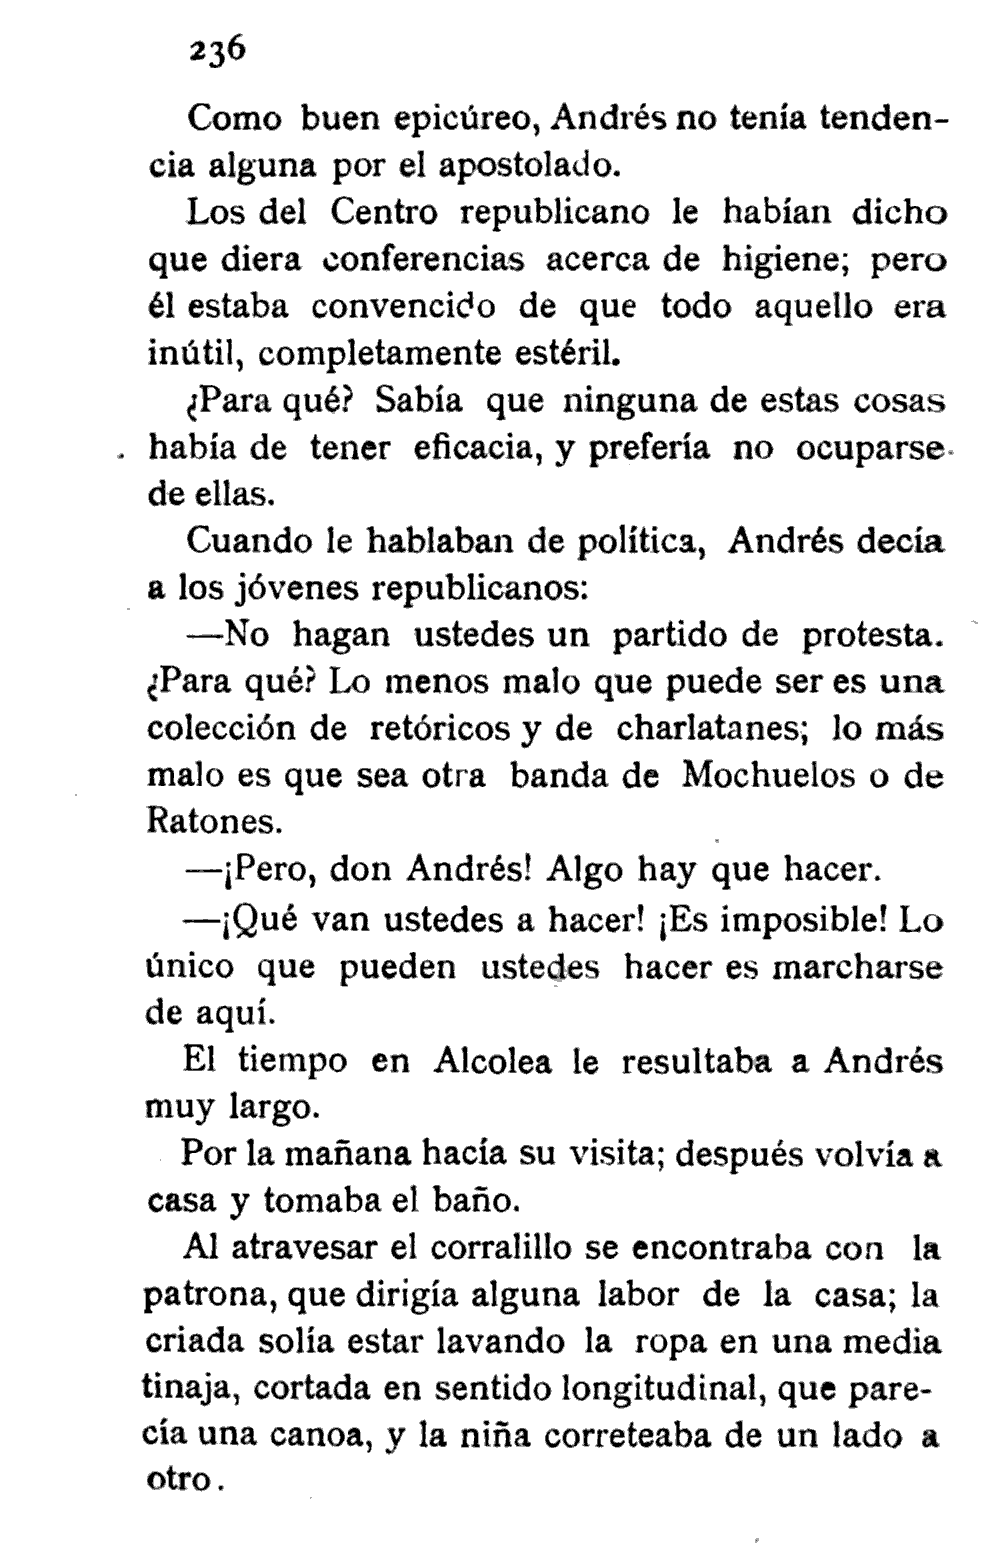 236
Como buen epicúreo, Andrés no tenía tenden-
cia alguna por el apostolado.
Los del Centro republicano le habían dicho
que diera conferencias acerca de higiene; pero
él estaba convencido de que todo aquello era
inútil, completamente estéril.
¿Para qué? Sabía que ninguna de estas cosas
había de tener eficacia, y prefería no ocuparse
de ellas.
Cuando le hablaban de política, Andrés decía
a los jóvenes republicanos:
—No hagan ustedes un partido de protesta.
¿Para qué? Lo menos malo que puede ser es una
colección de retóricos y de charlatanes; lo más
malo es que sea otra banda de Mochuelos o de
Ratones.
—¡Pero, don Andrés! Algo hay que hacer.
—¡Qué van ustedes a hacer! ¡Es imposible! Lo
único que pueden ustedes hacer es marcharse
de aquí.
El tiempo en Alcolea le resultaba a Andrés
muy largo.
Por la mañana hacía su visita; después volvía a
casa y tomaba el baño.
Al atravesar el corralillo se encontraba con la
patrona, que dirigía alguna labor de la casa; la
criada solía estar lavando la ropa en una media
tinaja, cortada en sentido longitudinal, que pare-
cía una canoa, y la niña correteaba de un lado a
otro.